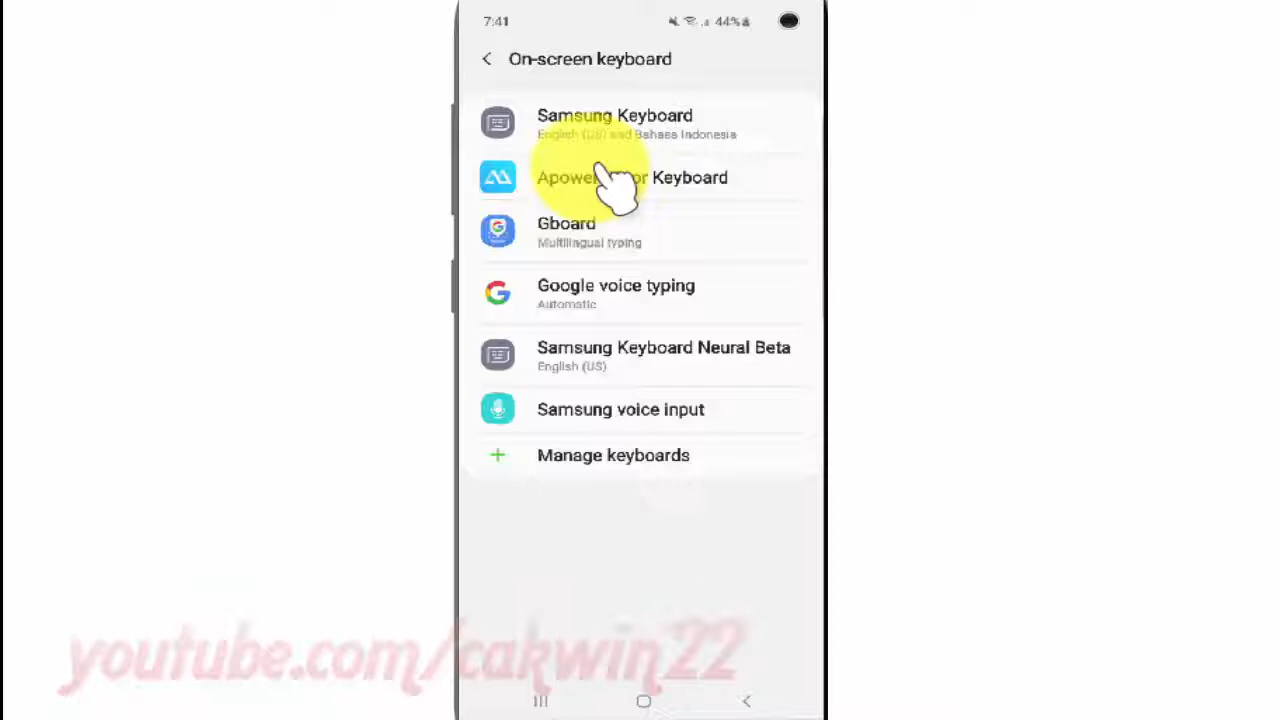 7:41
44%
On-screen keyboard
Samsung Keyboard
English (US) and Bahasa Indonesia
Keyboard
Gboard
Multilingual typing
Google voice typing
Automatic
Samsung Keyboard Neural Beta
English (US)
Samsung voice input
Manage keyboards
youtube.com/cakwin22